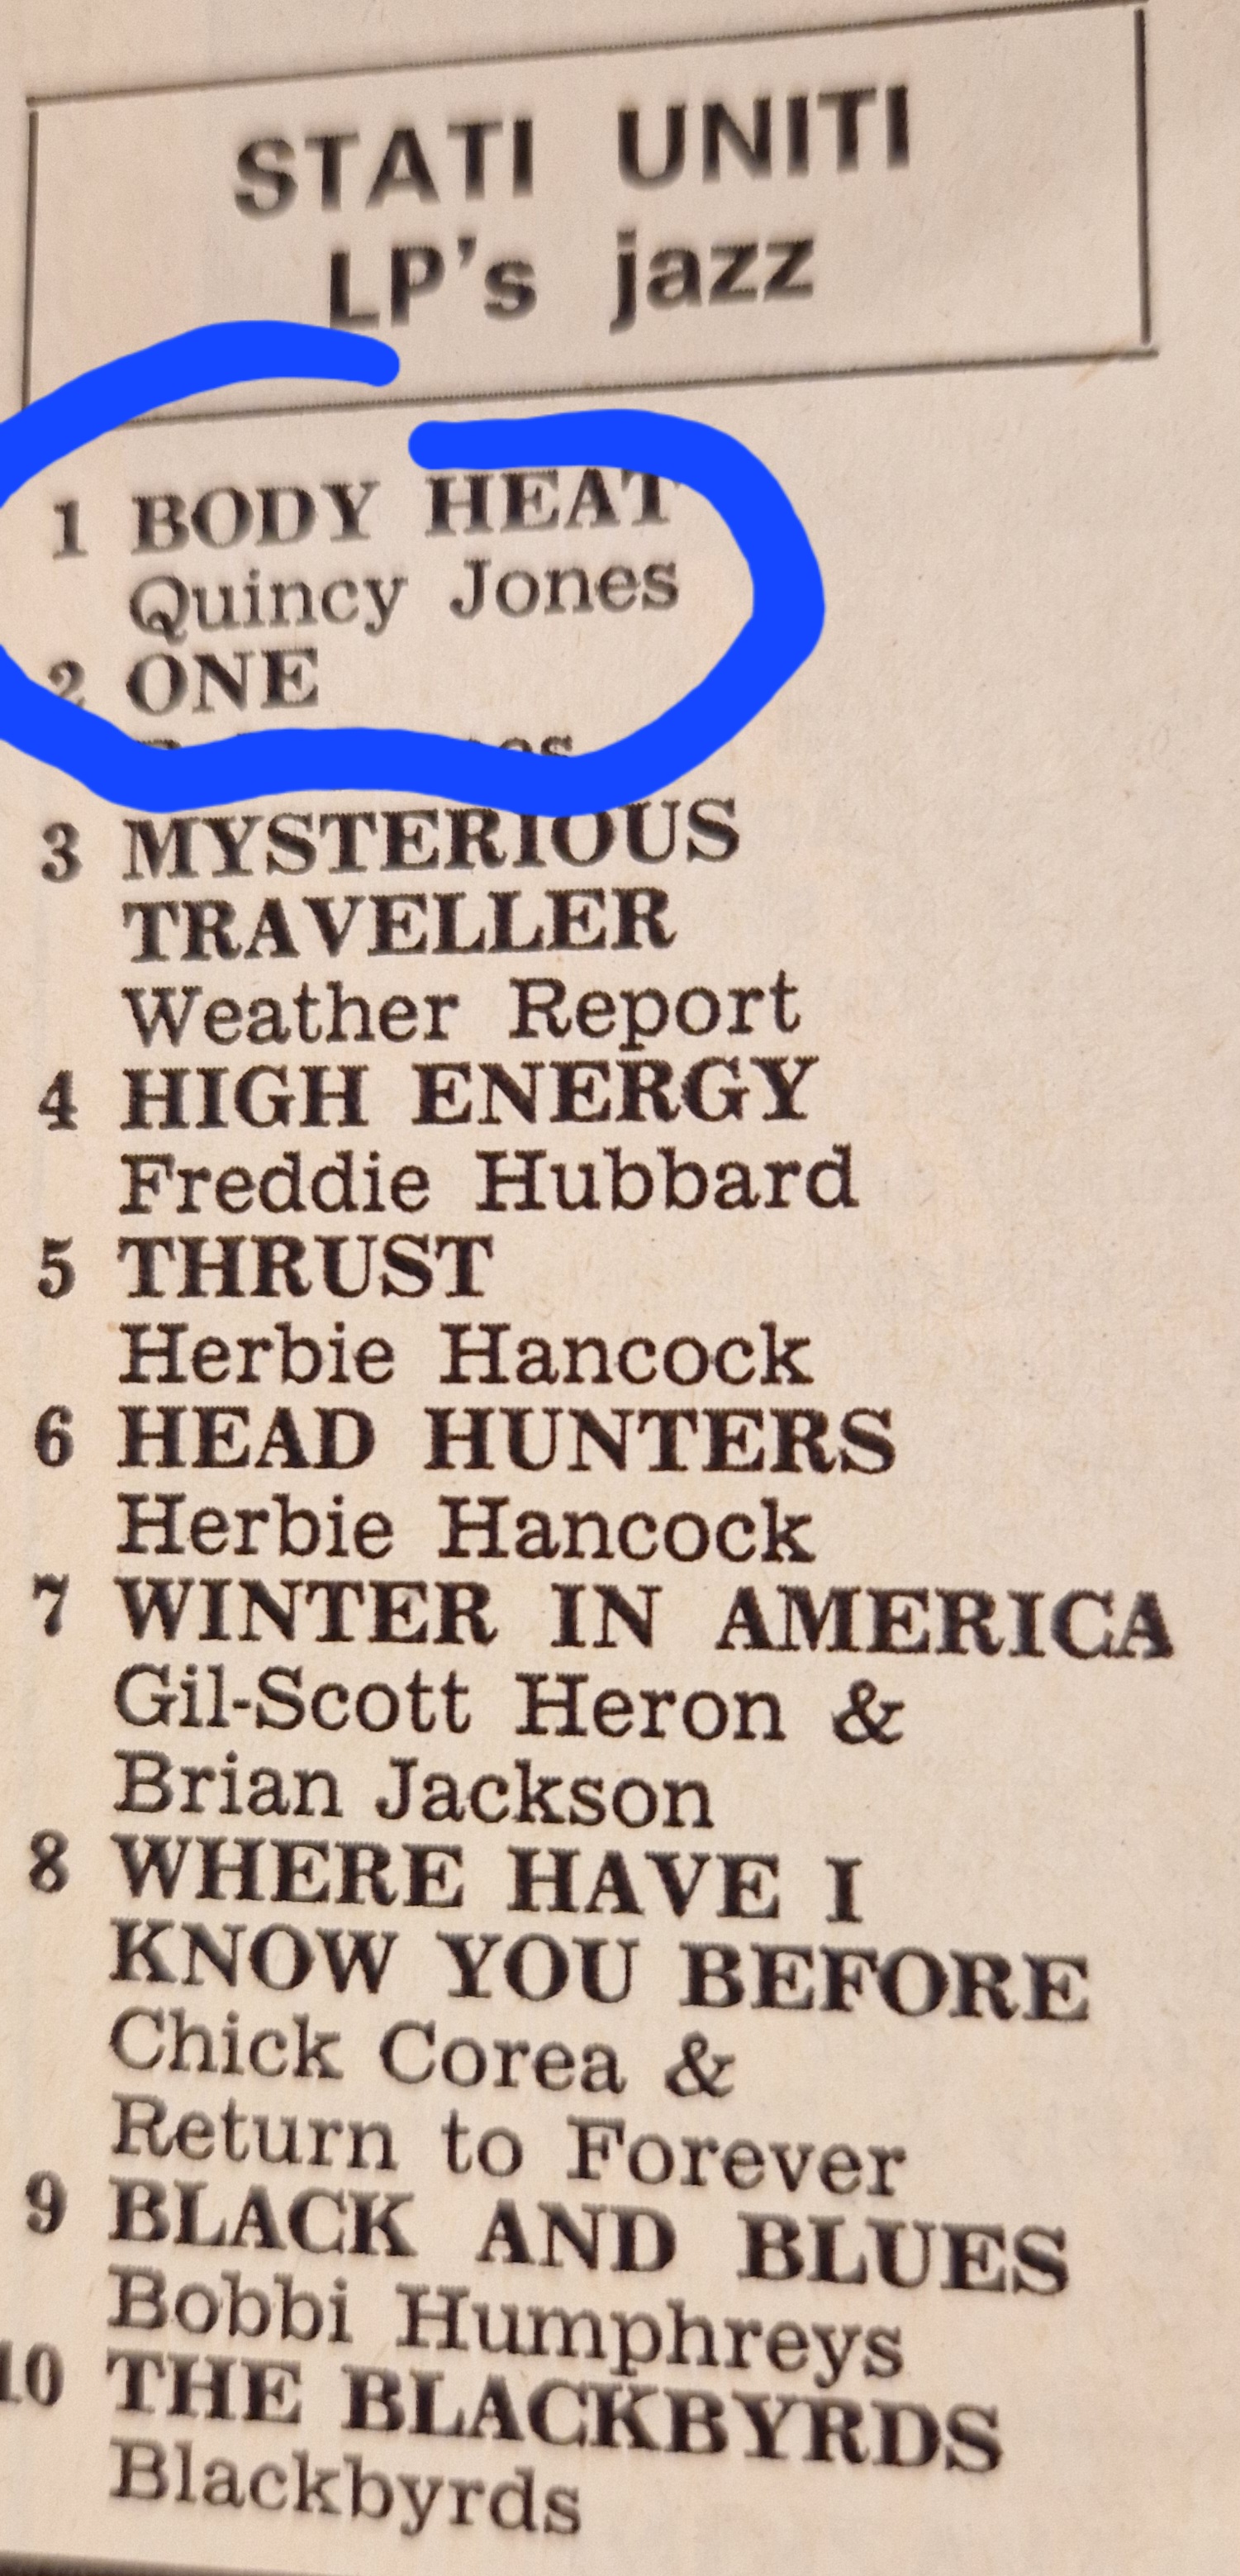 STATI UNITI
LP's jazz
1 BODY HEAT
Quincy Jones
2 ONE
3 MYSTERIOUS
TRAVELLER
Weather Report
4 HIGH ENERGY
Freddie Hubbard
5 THRUST
Herbie Hancock
6 HEAD HUNTERS
Herbie Hancock
7 WINTER IN AMERICA
Gil-Scott Heron &
Brian Jackson
8 WHERE HAVE I
KNOW YOU BEFORE
Chick Corea &
Return to Forever
9 BLACK AND BLUES
Bobbi Humphreys
10 THE BLACKBYRDS
Blackbyrds